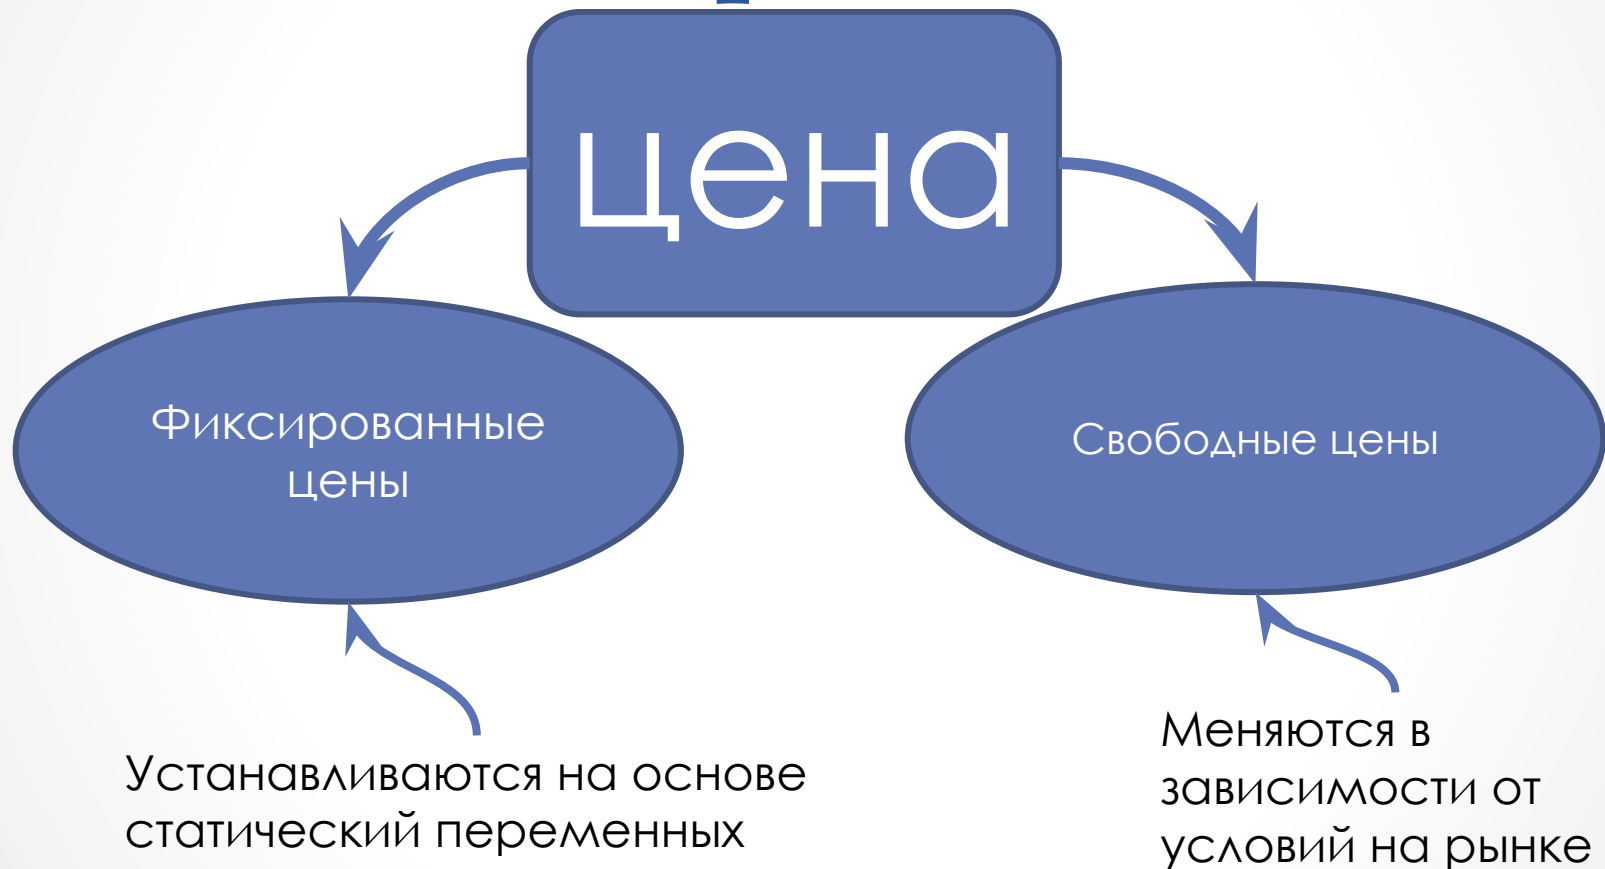 цена
Фиксированные
цены
Свободные цены
Устанавливаются на основе
статический переменных
Меняются в
зависимости от
условий на рынке